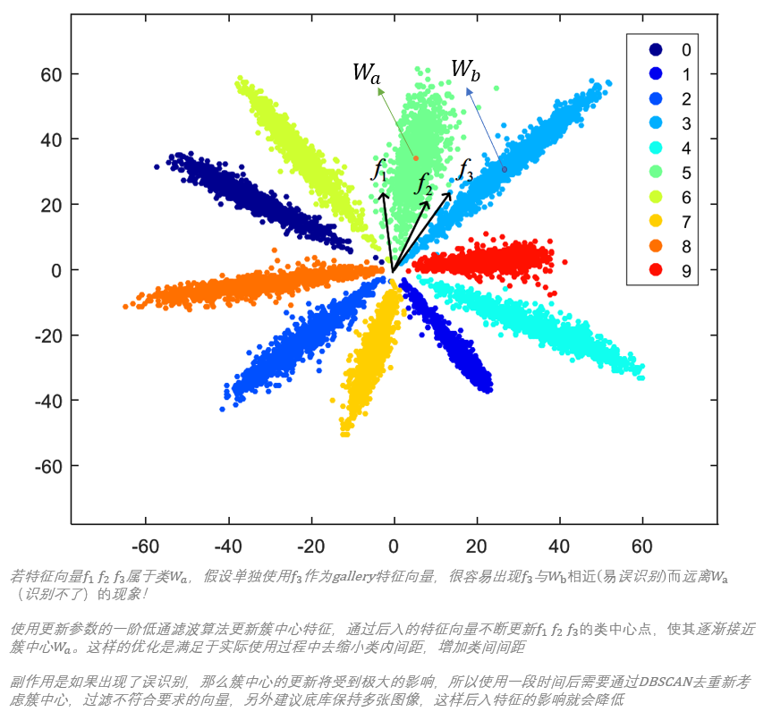 60
40
20
0
-20
-40
-60
-60
-40
-20
0
20
40
60
Wa
Wb
f1
f2
f3
0
1
2
3
4
5
6
7
8
9
若特征向量f1 f2 f3属于类Wa，假设单独使用f3作为gallery特征向量，很容易出现f3与Wb相近(易误识别)而远离Wa
（识别不了）的现象！
使用更新参数的一阶低通滤波算法更新簇中心特征，通过后入的特征向量不断更新f1 f2 f3的类中心点，使其逐渐接近
簇中心Wa。这样的优化是满足于实际使用过程中去缩小类内间距，增加类间间距
副作用是如果出现了误识别，那么簇中心的更新将受到极大的影响，所以使用一段时间后需要通过DBSCAN去重新考
虑簇中心，过滤不符合要求的向量，另外建议底库保持多张图像，这样后入特征的影响就会降低